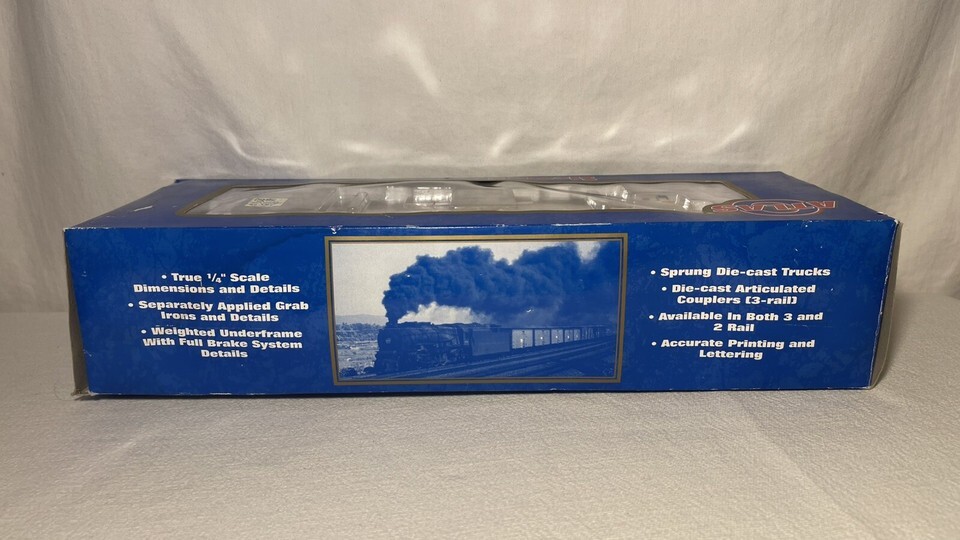 ATLAS
• True 1/4" Scale
Dimensions and Details
• Separately Applied Grab
Irons and Details
• Weighted Underframe
With Full Brake System
Details
• Sprung Die-cast Trucks
• Die-cast Articulated
Couplers (3-rail)
• Available In Both 3 and
2 Rail
• Accurate Printing and
Lettering